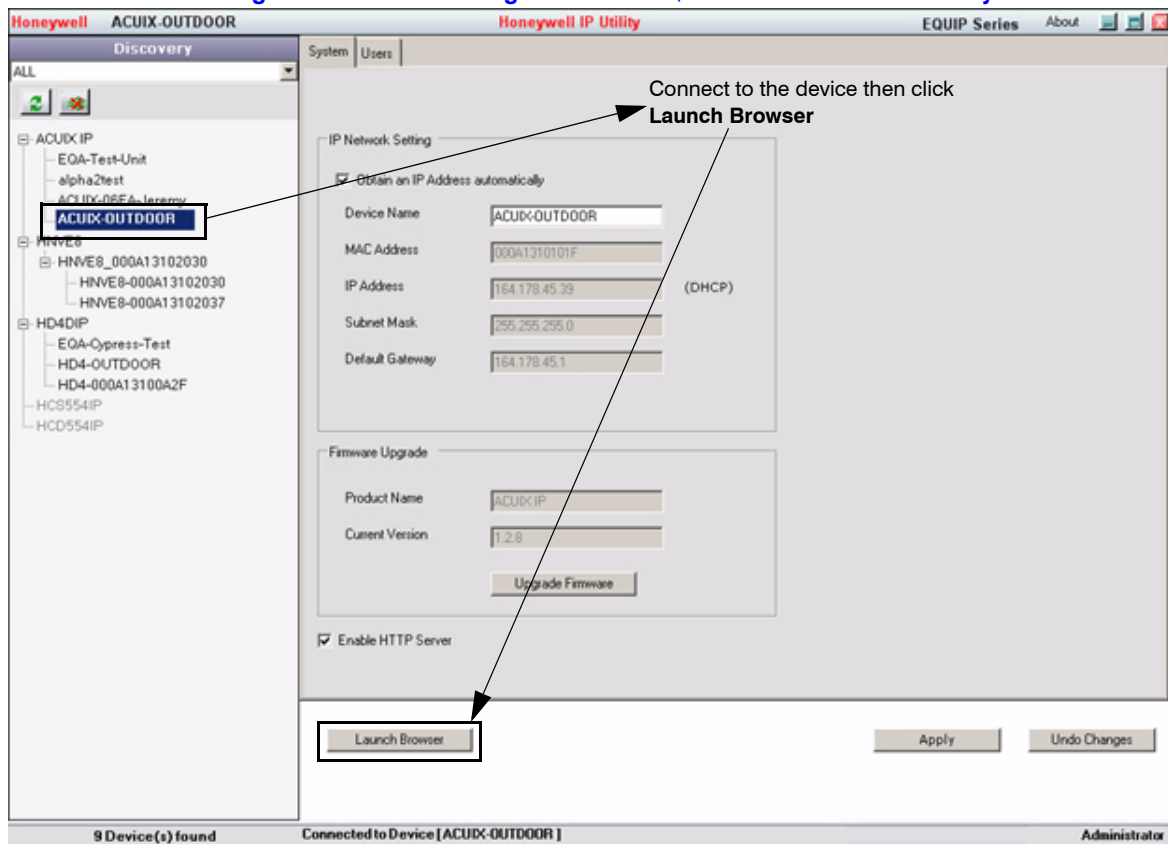 Honeywell ACUIX-OUTDOOR Honeywell IP Utility EQUIP Series About
Discovery
ALL
ACUIX IP
EQA-Test-Unit
alpha2test
ACUIX-06EA-Jeremy
ACUIX-OUTDOOR
HNVE8
HNVE8_000A13102030
HNVE8-000A13102030
HNVE8-000A13102037
HD4DIP
EQA-Cypress-Test
HD4-OUTDOOR
HD4-000A13100A2F
HCS554IP
HCD554IP
System Users
Connect to the device then click
Launch Browser
IP Network Setting
Obtain an IP Address automatically
Device Name ACUIX-OUTDOOR
MAC Address 000A1310101F
IP Address 164.178.45.39 (DHCP)
Subnet Mask 255.255.255.0
Default Gateway 164.178.45.1
Firmware Upgrade
Product Name ACUIX IP
Current Version 1.2.8
Upgrade Firmware
Enable HTTP Server
Launch Browser Apply Undo Changes
9 Device(s) found Connected to Device [ ACUIX-OUTDOOR ] Administrator